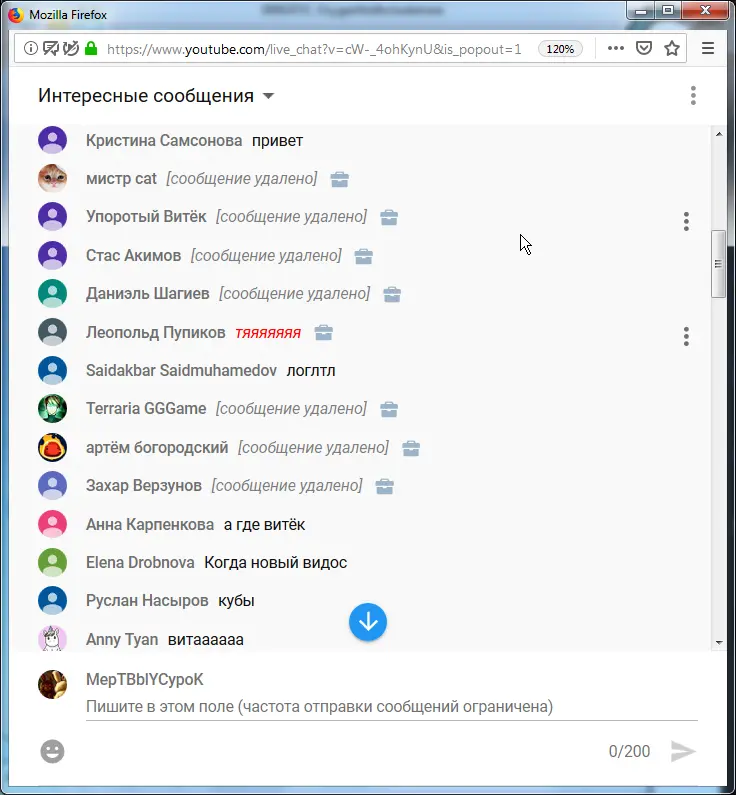 Mozilla Firefox
https://www.youtube.com/live_chat?v=cW-_4ohKynU&is_popout=1 120%
Интересные сообщения
Кристина Самсонова привет
мистр cat [сообщение удалено]
Упоротый Витёк [сообщение удалено]
Стас Акимов [сообщение удалено]
Даниэль Шагиев [сообщение удалено]
Леопольд Пупиков тяяяяяяя
Saidakbar Saidmuhamedov логлтл
Terraria GGGame [сообщение удалено]
артём богородский [сообщение удалено]
Захар Верзунов [сообщение удалено]
Анна Карпенкова а где витёк
Elena Drobnova Когда новый видос
Руслан Насыров кубы
Anny Tyan витаааааа
MepTBblYCypoK
Пишите в этом поле (частота отправки сообщений ограничена)
0/200